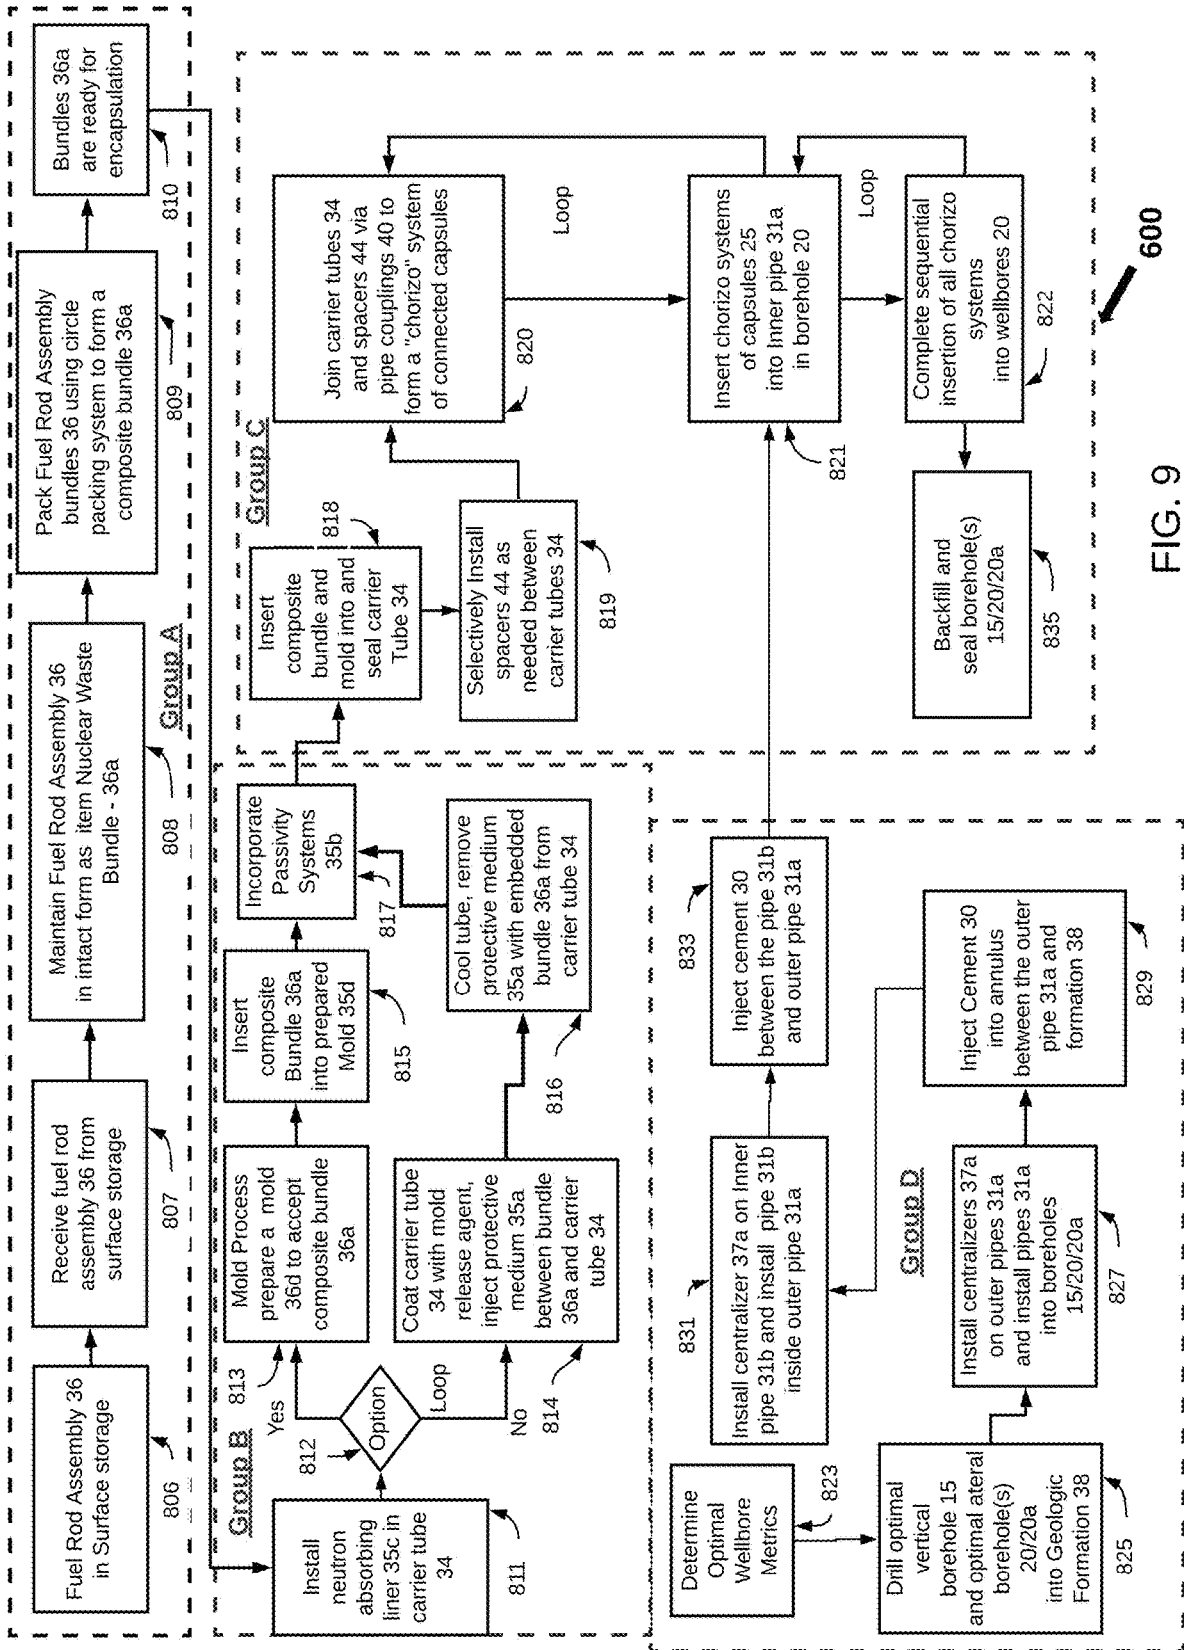 Fuel Rod Assembly 36
in Surface storage
806
Receive fuel rod
assembly 36 from
surface storage
807
Maintain Fuel Rod Assembly 36
in intact form as item Nuclear Waste
Bundle - 36a
808
Group A
Pack Fuel Rod Assembly
bundles 36 using circle
packing system to form a
composite bundle 36a
809
Bundles 36a
are ready for
encapsulation
810
Group B
Install
neutron
absorbing
liner 35c in
carrier tube
34
811
812
Option
Yes
Loop
No
813
Mold Process
prepare a mold
36d to accept
composite bundle
36a
Coat carrier tube
34 with mold
release agent,
inject protective
medium 35a
between bundle
36a and carrier
tube 34
814
Insert
composite
Bundle 36a
into prepared
Mold 35d
815
Cool tube, remove
protective medium
35a with embedded
bundle 36a from
carrier tube 34
816
Incorporate
Passivity
Systems
35b
817
Group C
Insert
composite
bundle and
mold into and
seal carrier
Tube 34
818
Selectively Install
spacers 44 as
needed between
carrier tubes 34
819
Join carrier tubes 34
and spacers 44 via
pipe couplings 40 to
form a "chorizo" system
of connected capsules
820
Loop
Insert chorizo systems
of capsules 25
into Inner pipe 31a
in borehole 20
821
Loop
Complete sequential
insertion of all chorizo
systems
into wellbores 20
822
Backfill and
seal borehole(s)
15/20/20a
835
Determine
Optimal
Wellbore
Metrics
823
Drill optimal
vertical
borehole 15
and optimal ateral
borehole(s)
20/20a
into Geologic
Formation 38
825
Group D
Install centralizers 37a
on outer pipes 31a
and install pipes 31a
into boreholes
15/20/20a
827
Inject Cement 30
into annulus
between the outer
pipe 31a and
formation 38
829
831
Install centralizer 37a on Inner
pipe 31b and install pipe 31b
inside outer pipe 31a
833
Inject cement 30
between the pipe 31b
and outer pipe 31a
600
FIG. 9